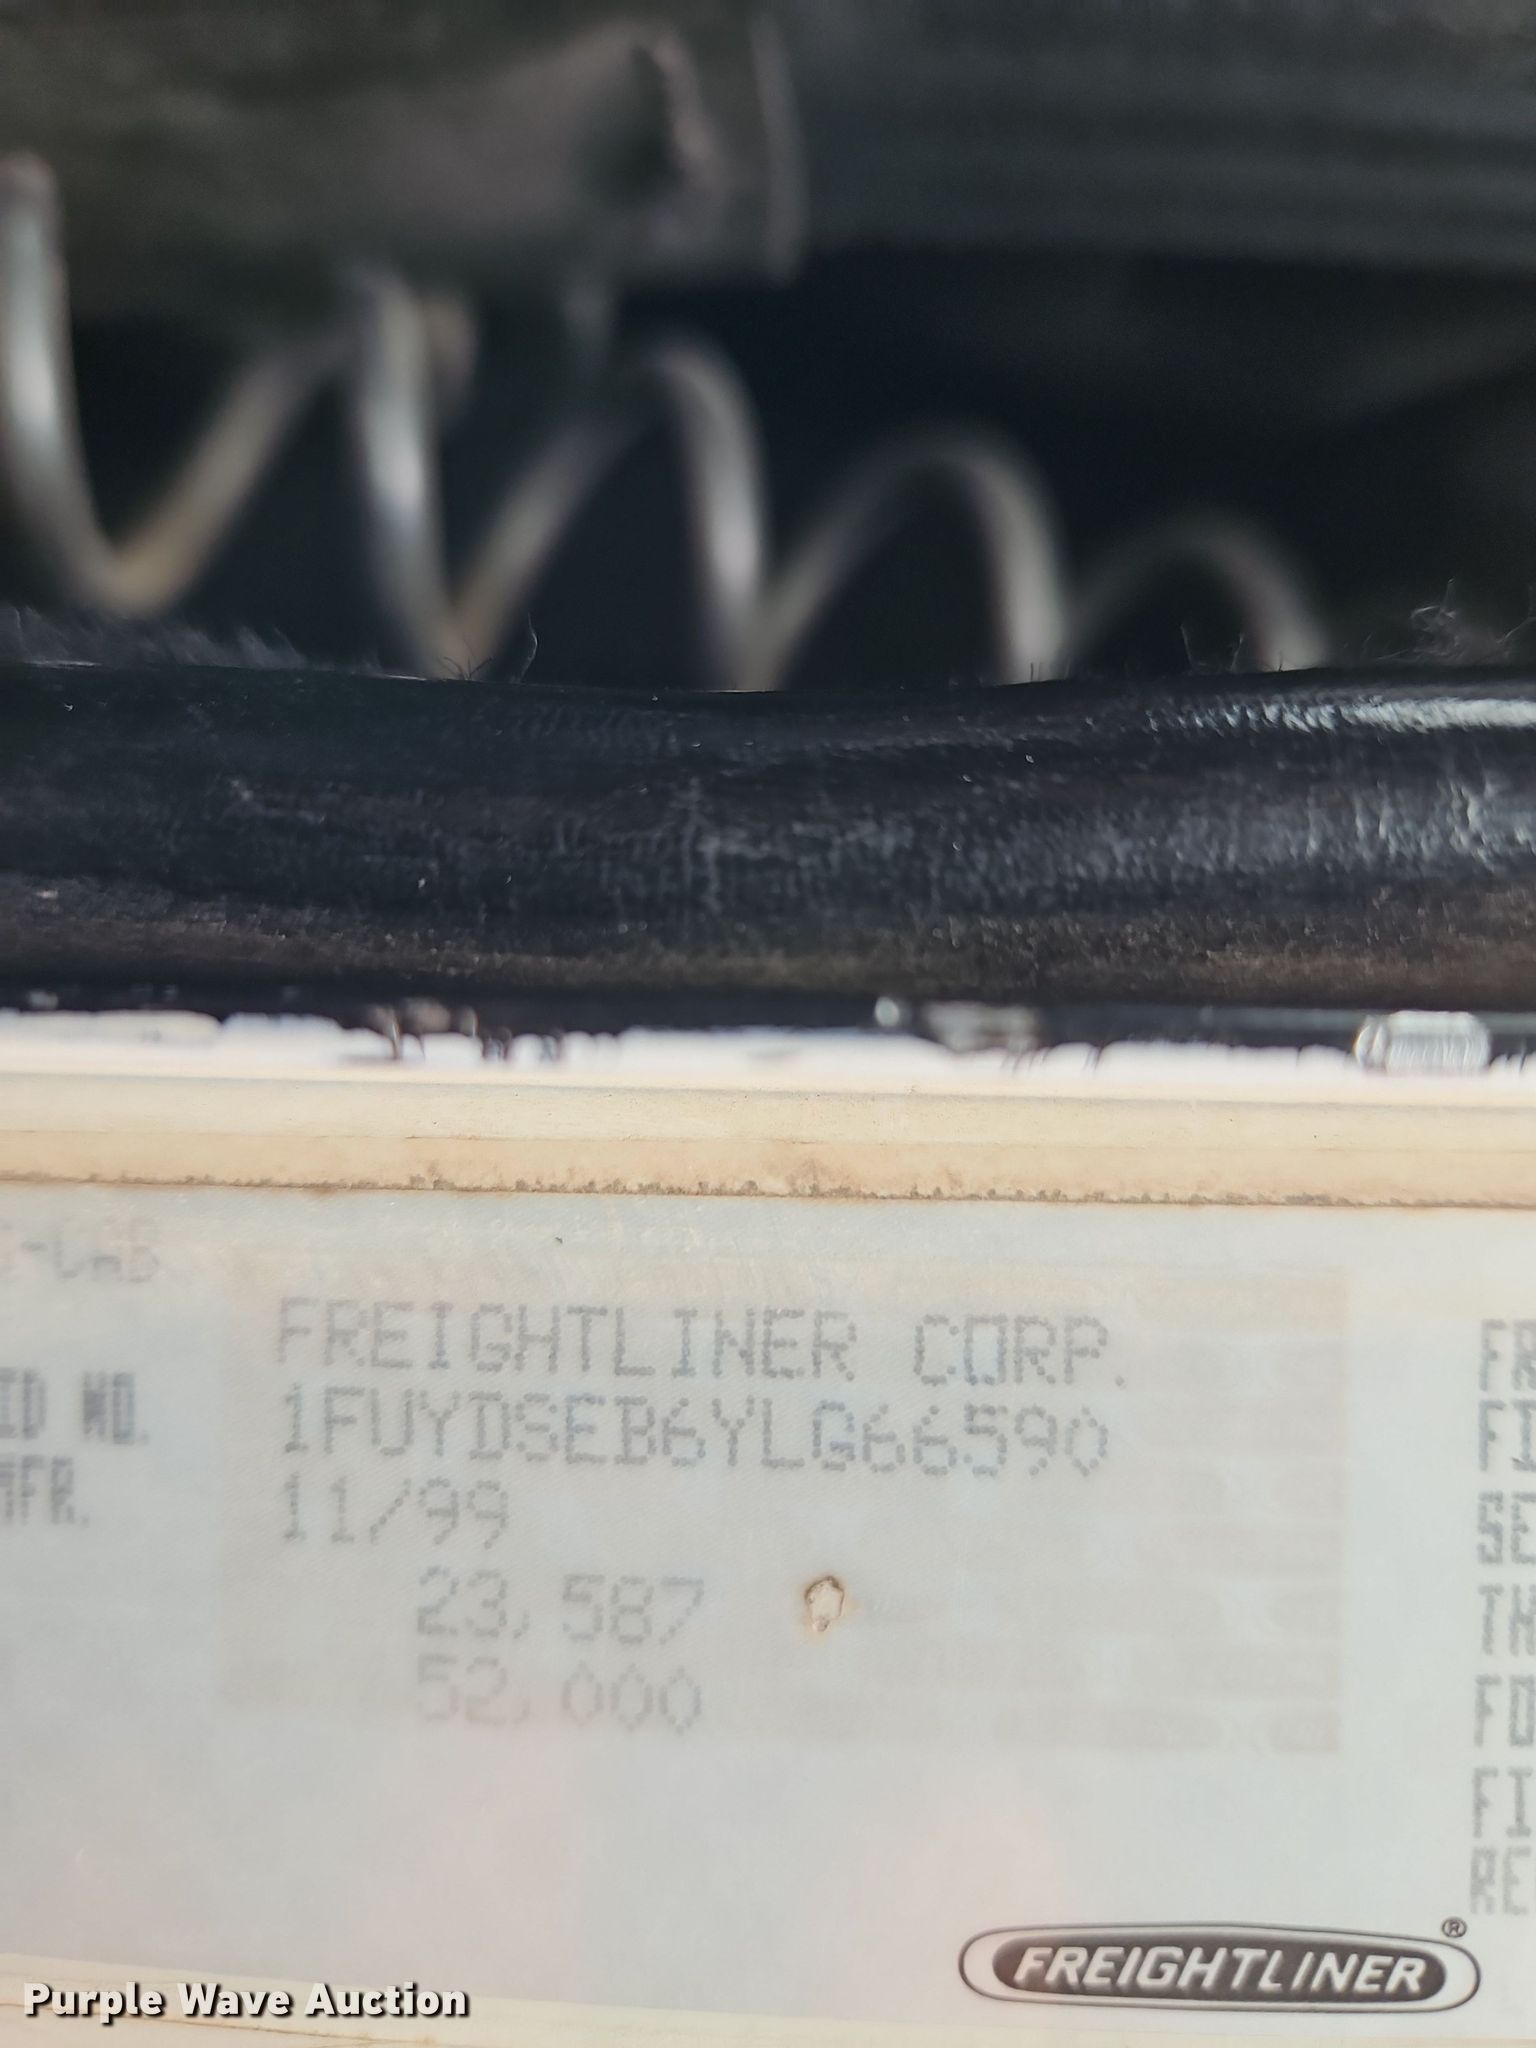 FREIGHTLINER CORP.
ID NO. 1FUYDSEB6YLG66590
MFR. 11/99
23,587
52,000
FREIGHTLINER®
Purple Wave Auction